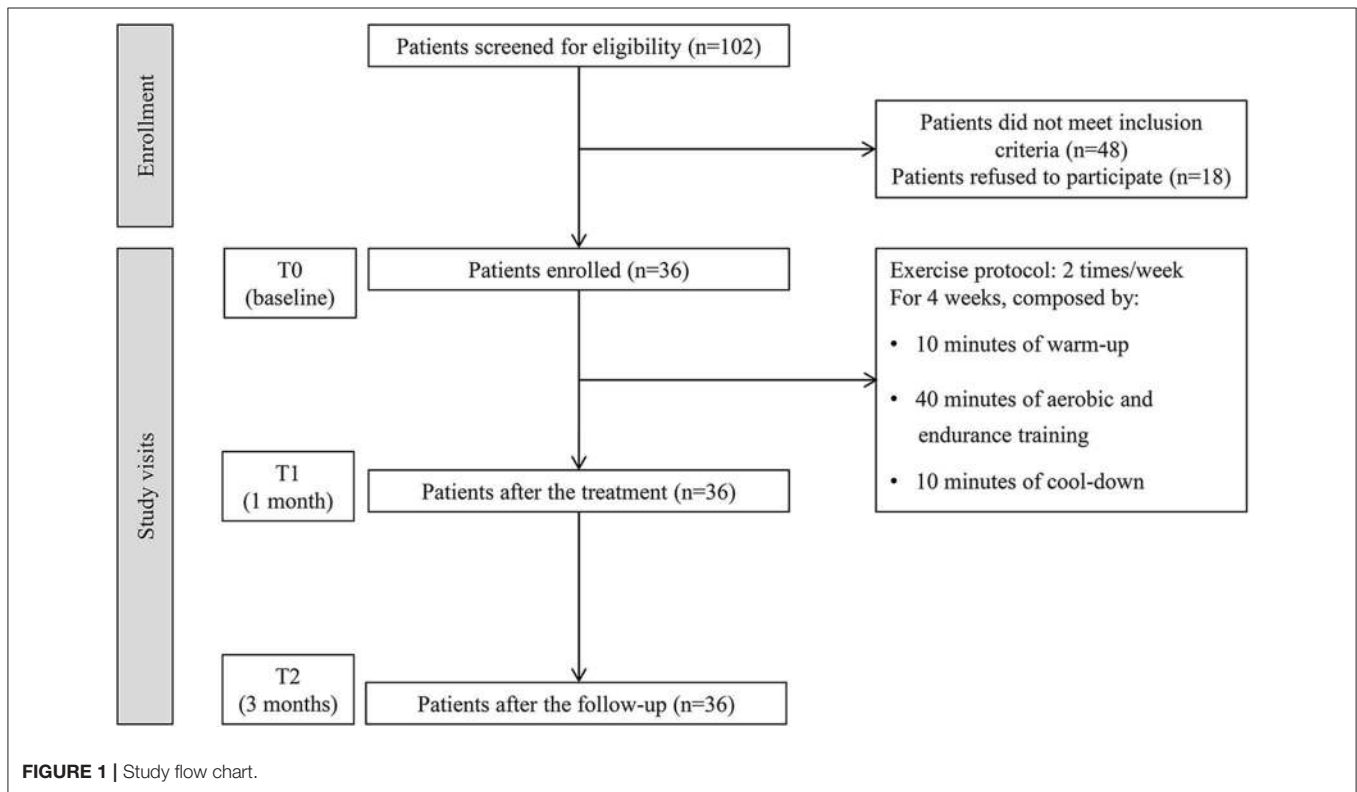 Patients screened for eligibility (n=102)
Enrollment
Patients did not meet inclusion
criteria (n=48)
Patients refused to participate (n=18)
T0
(baseline)
Patients enrolled (n=36)
Exercise protocol: 2 times/week
For 4 weeks, composed by:
• 10 minutes of warm-up
• 40 minutes of aerobic and
endurance training
• 10 minutes of cool-down
Study visits
T1
(1 month)
Patients after the treatment (n=36)
T2
(3 months)
Patients after the follow-up (n=36)
FIGURE 1 | Study flow chart.